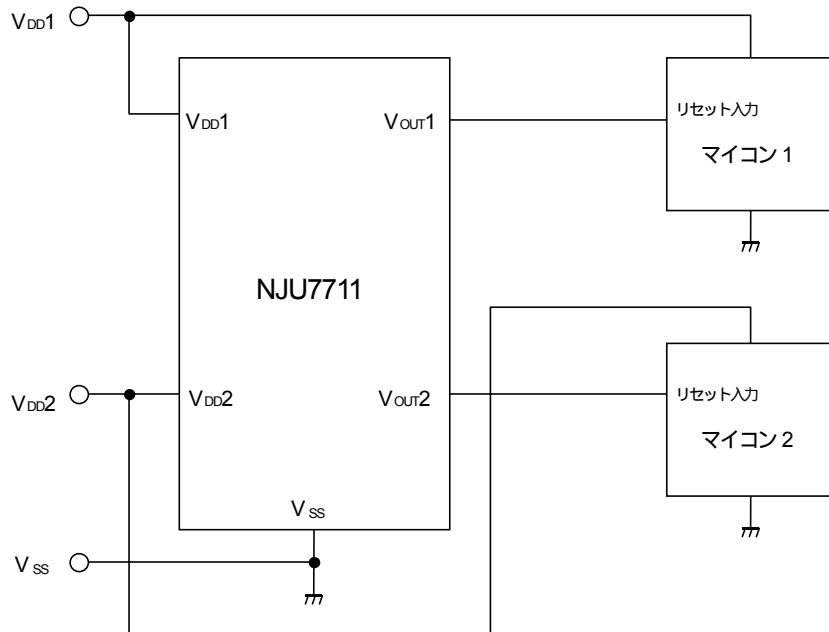 VDD1
VDD1
VOUT1
リセット入力
マイコン 1
NJU7711
VDD2
VDD2
VOUT2
リセット入力
マイコン 2
VSS
VSS